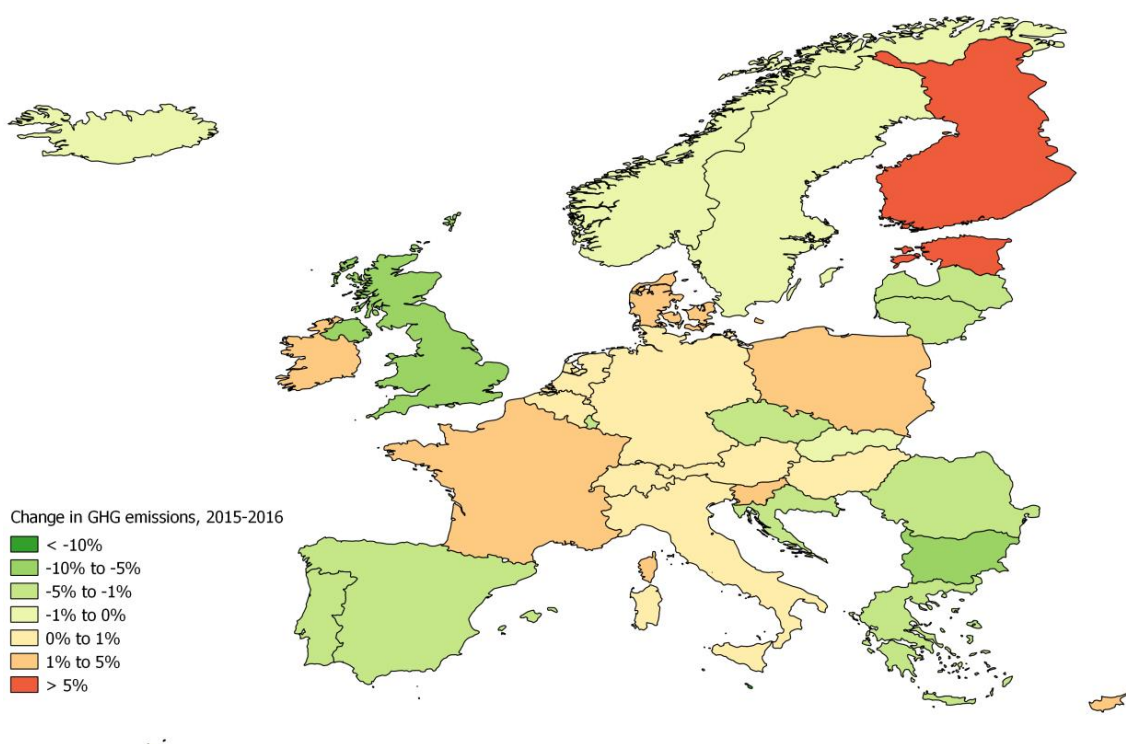 Change in GHG emissions, 2015-2016
< -10%
-10% to -5%
-5% to -1%
-1% to 0%
0% to 1%
1% to 5%
> 5%